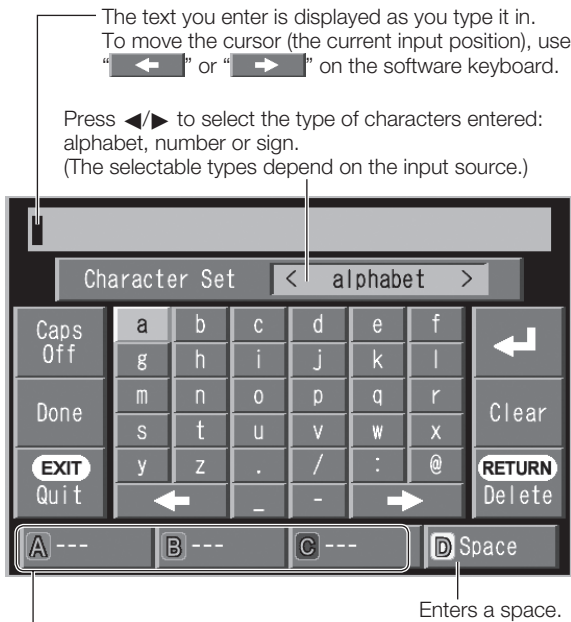 The text you enter is displayed as you type it in.
To move the cursor (the current input position), use
“ ← ” or “ → ” on the software keyboard.
Press ◀/▶ to select the type of characters entered:
alphabet, number or sign.
(The selectable types depend on the input source.)
Character Set < alphabet >
Caps Off
a b c d e f
g h i j k l
↵
Done
m n o p q r
s t u v w x
Clear
EXIT Quit
y z . / : @
← _ - →
RETURN Delete
A --- B --- C --- D Space
Enters a space.